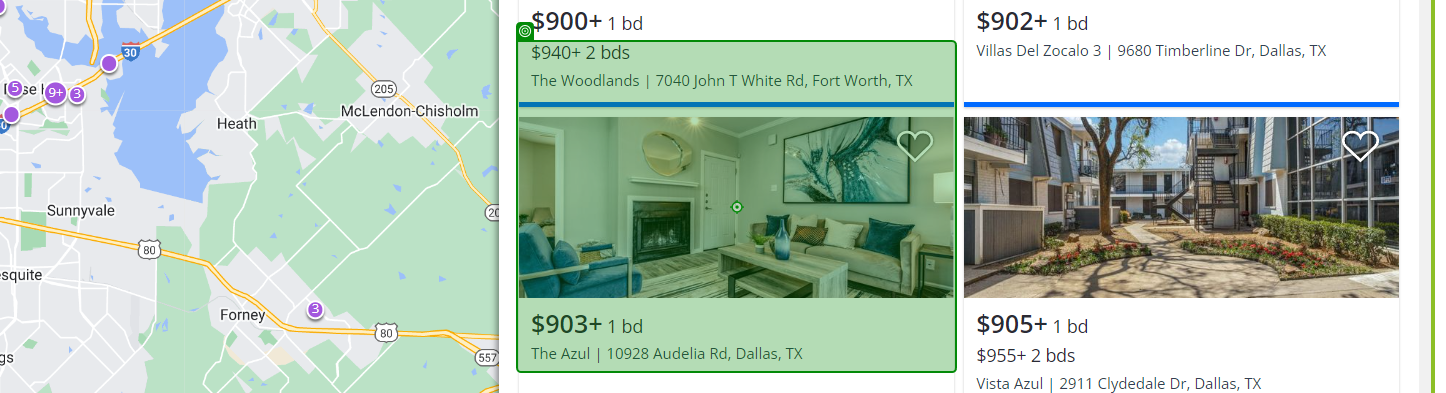 30
5
9+
3
205
McLendon-Chisholm
Heath
Sunnyvale
80
esquite
Forney
3
80
557
gs
$900+ 1 bd
$940+ 2 bds
The Woodlands | 7040 John T White Rd, Fort Worth, TX
$903+ 1 bd
The Azul | 10928 Audelia Rd, Dallas, TX
$902+ 1 bd
Villas Del Zocalo 3 | 9680 Timberline Dr, Dallas, TX
$905+ 1 bd
$955+ 2 bds
Vista Azul | 2911 Clydedale Dr, Dallas, TX